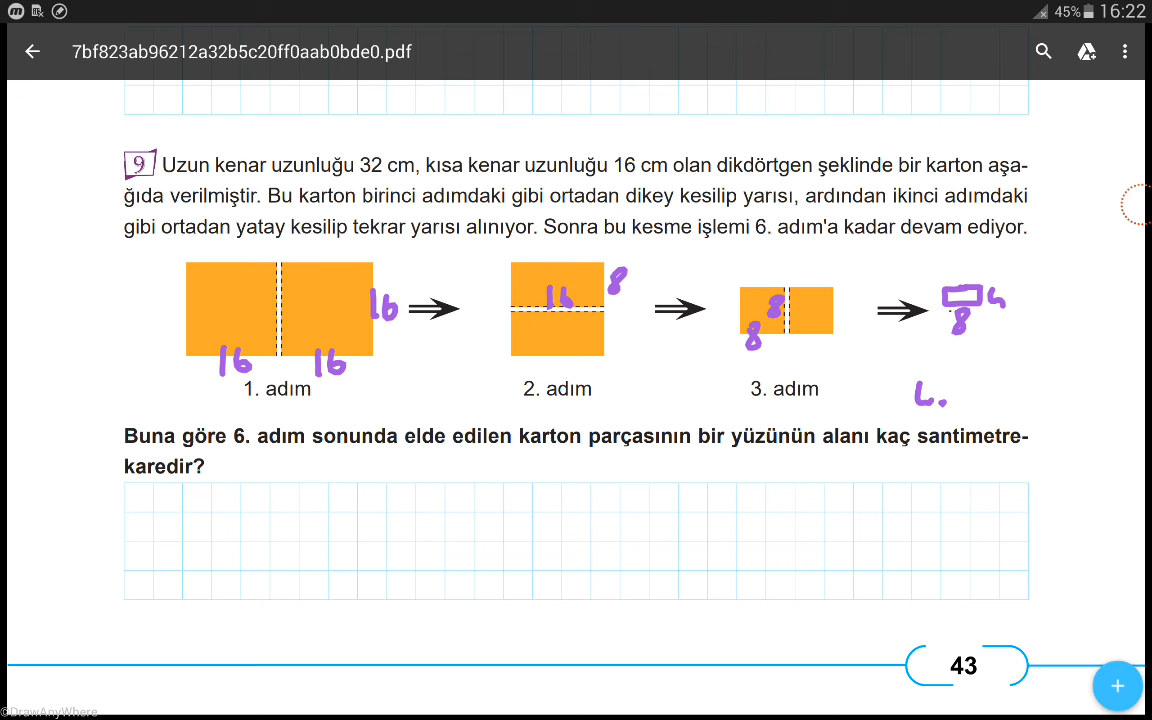 45% 16:22
7bf823ab96212a32b5c20ff0aab0bde0.pdf
9 Uzun kenar uzunluğu 32 cm, kısa kenar uzunluğu 16 cm olan dikdörtgen şeklinde bir karton aşa-
ğıda verilmiştir. Bu karton birinci adımdaki gibi ortadan dikey kesilip yarısı, ardından ikinci adımdaki
gibi ortadan yatay kesilip tekrar yarısı alınıyor. Sonra bu kesme işlemi 6. adım'a kadar devam ediyor.
16 16 8 8 4
16 16 8 8
1. adım 2. adım 3. adım 4.
Buna göre 6. adım sonunda elde edilen karton parçasının bir yüzünün alanı kaç santimetre-
karedir?
43
©DrawAnyWhere